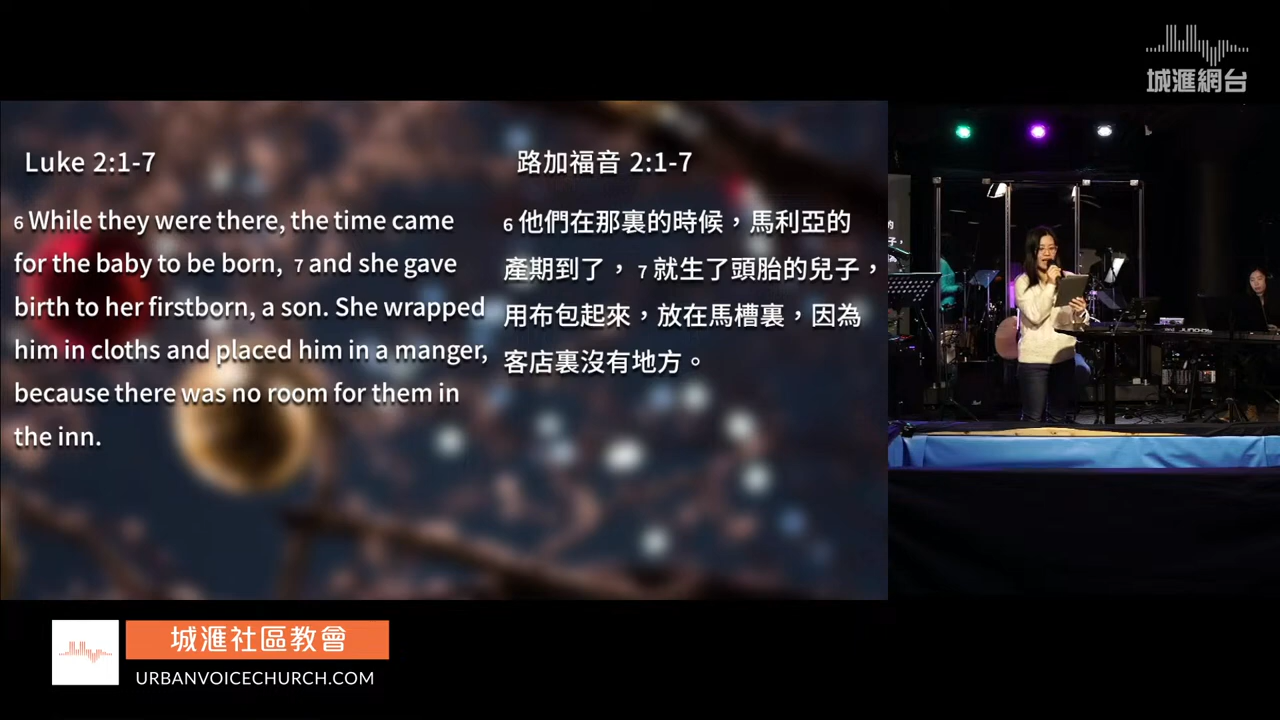 城滙網台
Luke 2:1-7
6 While they were there, the time came
for the baby to be born, 7 and she gave
birth to her firstborn, a son. She wrapped
him in cloths and placed him in a manger,
because there was no room for them in
the inn.
路加福音 2:1-7
6 他們在那裏的時候，馬利亞的
產期到了， 7 就生了頭胎的兒子，
用布包起來，放在馬槽裏，因為
客店裏沒有地方。
的
子，
JUNO-DS
城滙社區教會
URBANVOICECHURCH.COM